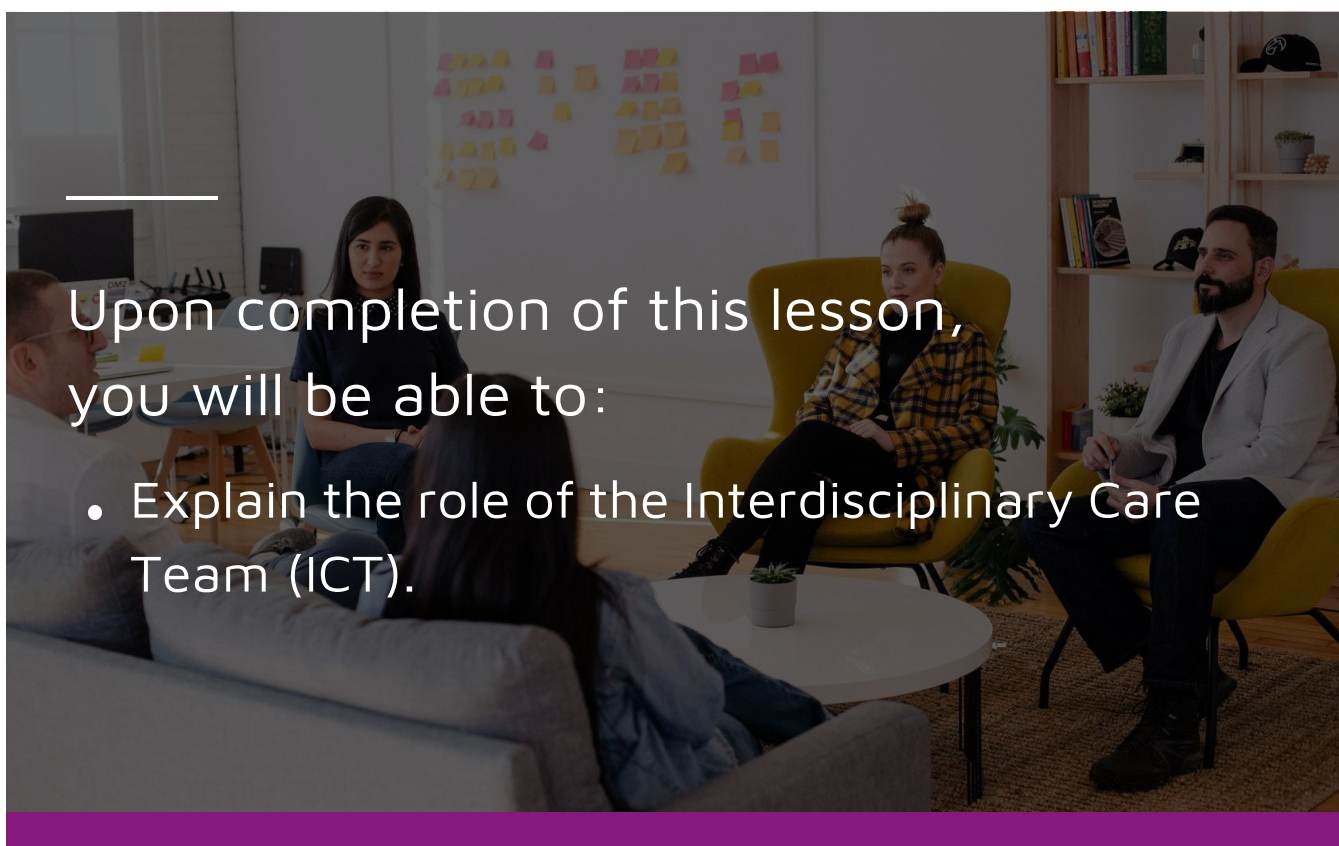 Upon completion of this lesson,
you will be able to:
• Explain the role of the Interdisciplinary Care
Team (ICT).